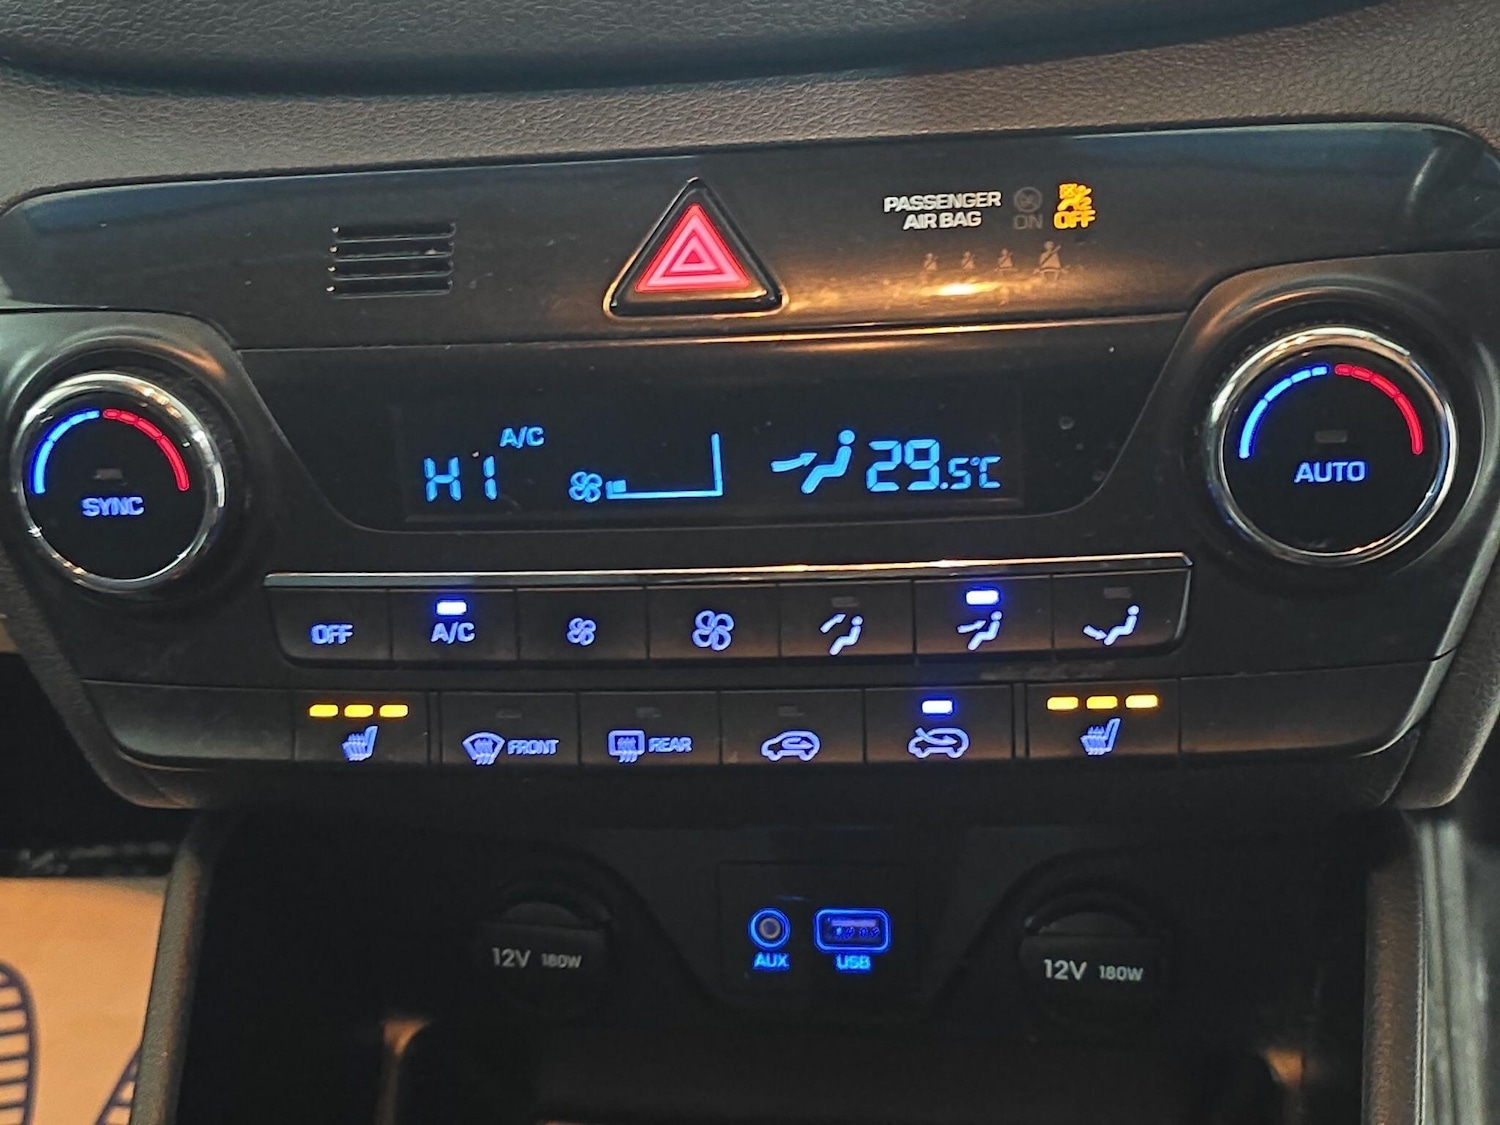 PASSENGER
AIR BAG
ON OFF
A/C
HI
29.5°C
SYNC
AUTO
OFF
A/C
FRONT
REAR
12V 180W
AUX
USB
12V 180W